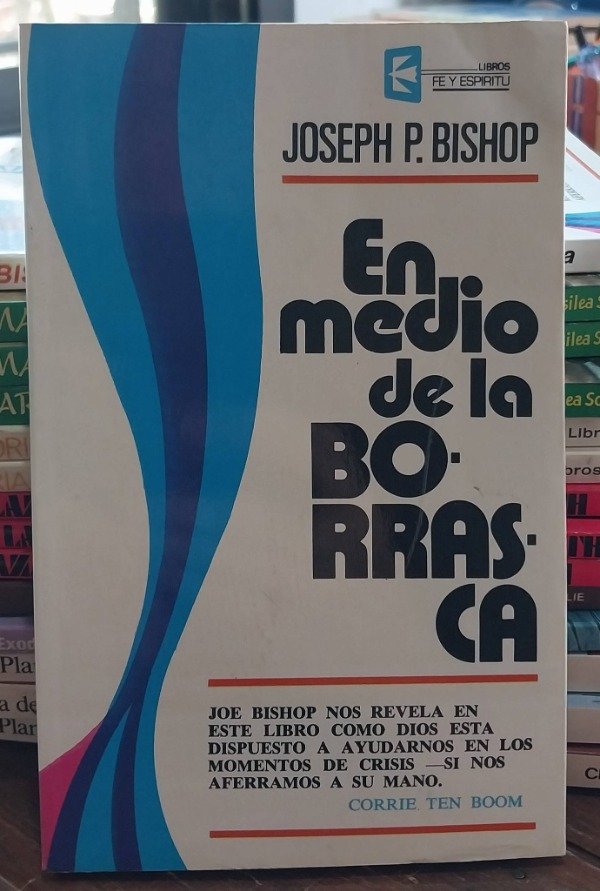 LIBROS
FE Y ESPIRITU
JOSEPH P. BISHOP
En
medio
de la
BO-
RRAS-
CA
JOE BISHOP NOS REVELA EN
ESTE LIBRO COMO DIOS ESTA
DISPUESTO A AYUDARNOS EN LOS
MOMENTOS DE CRISIS —SI NOS
AFERRAMOS A SU MANO.
CORRIE TEN BOOM